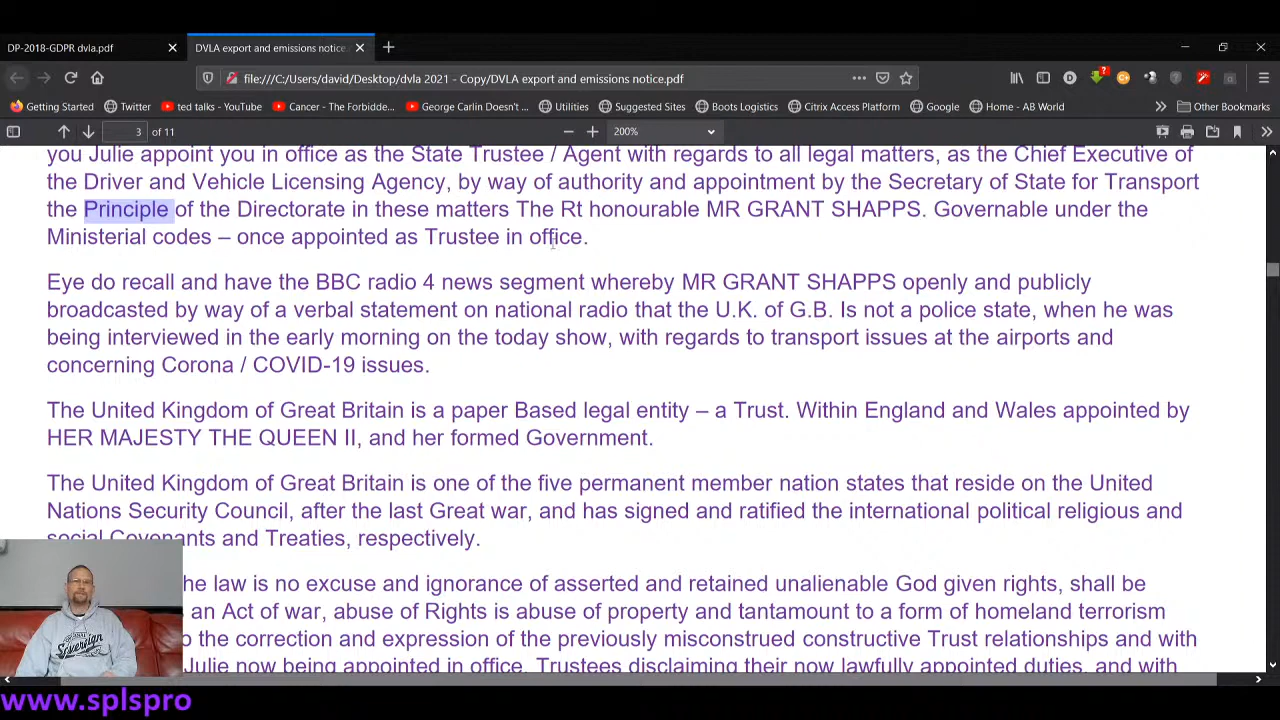 DP-2018-GDPR dvla.pdf
DVLA export and emissions notice.
file:///C:/Users/david/Desktop/dvla 2021 - Copy/DVLA export and emissions notice.pdf
Getting Started Twitter ted talks - YouTube Cancer - The Forbidde... George Carlin Doesn't ... Utilities Suggested Sites Boots Logistics Citrix Access Platform Google Home - AB World Other Bookmarks
3 of 11 200%
you Julie appoint you in office as the State Trustee / Agent with regards to all legal matters, as the Chief Executive of
the Driver and Vehicle Licensing Agency, by way of authority and appointment by the Secretary of State for Transport
the Principle of the Directorate in these matters The Rt honourable MR GRANT SHAPPS. Governable under the
Ministerial codes – once appointed as Trustee in office.
Eye do recall and have the BBC radio 4 news segment whereby MR GRANT SHAPPS openly and publicly
broadcasted by way of a verbal statement on national radio that the U.K. of G.B. Is not a police state, when he was
being interviewed in the early morning on the today show, with regards to transport issues at the airports and
concerning Corona / COVID-19 issues.
The United Kingdom of Great Britain is a paper Based legal entity – a Trust. Within England and Wales appointed by
HER MAJESTY THE QUEEN II, and her formed Government.
The United Kingdom of Great Britain is one of the five permanent member nation states that reside on the United
Nations Security Council, after the last Great war, and has signed and ratified the international political religious and
social Covenants and Treaties, respectively.
he law is no excuse and ignorance of asserted and retained unalienable God given rights, shall be
an Act of war, abuse of Rights is abuse of property and tantamount to a form of homeland terrorism
the correction and expression of the previously misconstrued constructive Trust relationships and with
Julie now being appointed in office. Trustees disclaiming their now lawfully appointed duties, and with
Sovereign
www.splspro